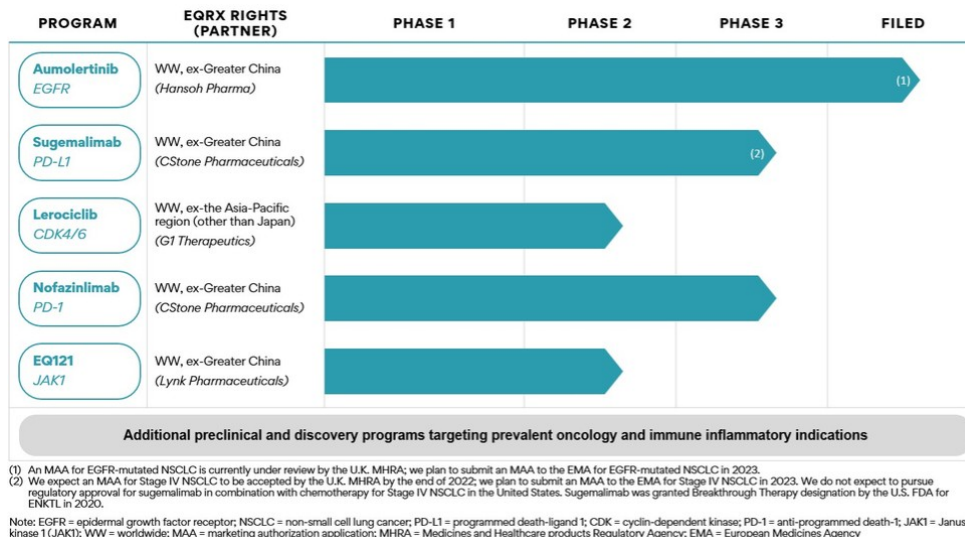 PROGRAM
EQRX RIGHTS
(PARTNER)
PHASE 1
PHASE 2
PHASE 3
FILED
Aumolertinib
EGFR
WW, ex-Greater China
(Hansoh Pharma)
(1)
Sugemalimab
PD-L1
WW, ex-Greater China
(CStone Pharmaceuticals)
(2)
Lerociclib
CDK4/6
WW, ex-the Asia-Pacific
region (other than Japan)
(G1 Therapeutics)
Nofazinlimab
PD-1
WW, ex-Greater China
(CStone Pharmaceuticals)
EQ121
JAK1
WW, ex-Greater China
(Lynk Pharmaceuticals)
Additional preclinical and discovery programs targeting prevalent oncology and immune inflammatory indications
(1) An MAA for EGFR-mutated NSCLC is currently under review by the U.K. MHRA; we plan to submit an MAA to the EMA for EGFR-mutated NSCLC in 2023.
(2) We expect an MAA for Stage IV NSCLC to be accepted by the U.K. MHRA by the end of 2022; we plan to submit an MAA to the EMA for Stage IV NSCLC in 2023. We do not expect to pursue
regulatory approval for sugemalimab in combination with chemotherapy for Stage IV NSCLC in the United States. Sugemalimab was granted Breakthrough Therapy designation by the U.S. FDA for
ENKTL in 2020.
Note: EGFR = epidermal growth factor receptor; NSCLC = non-small cell lung cancer; PD-L1 = programmed death-ligand 1; CDK = cyclin-dependent kinase; PD-1 = anti-programmed death-1; JAK1 = Janus
kinase 1 (JAK1); WW = worldwide; MAA = marketing authorization application; MHRA = Medicines and Healthcare products Regulatory Agency; EMA = European Medicines Agency